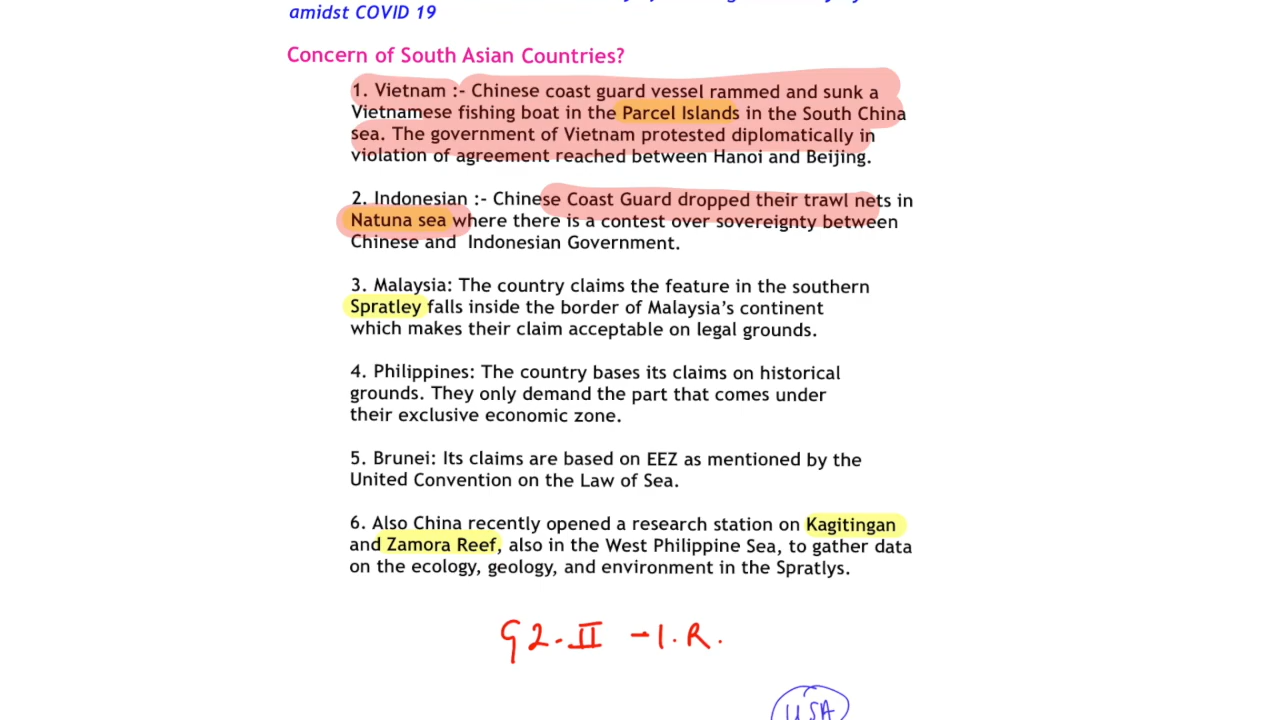 amidst COVID 19
Concern of South Asian Countries?
1. Vietnam :- Chinese coast guard vessel rammed and sunk a
Vietnamese fishing boat in the Parcel Islands in the South China
sea. The government of Vietnam protested diplomatically in
violation of agreement reached between Hanoi and Beijing.
2. Indonesian :- Chinese Coast Guard dropped their trawl nets in
Natuna sea where there is a contest over sovereignty between
Chinese and Indonesian Government.
3. Malaysia: The country claims the feature in the southern
Spratley falls inside the border of Malaysia's continent
which makes their claim acceptable on legal grounds.
4. Philippines: The country bases its claims on historical
grounds. They only demand the part that comes under
their exclusive economic zone.
5. Brunei: Its claims are based on EEZ as mentioned by the
United Convention on the Law of Sea.
6. Also China recently opened a research station on Kagitingan
and Zamora Reef, also in the West Philippine Sea, to gather data
on the ecology, geology, and environment in the Spratlys.
G2-II - I.R.
USA